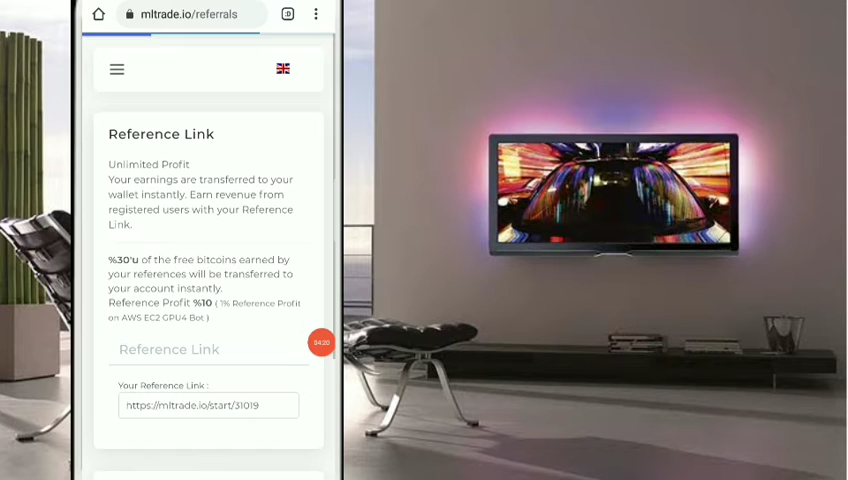 mltrade.io/referrals
:D
Reference Link
Unlimited Profit
Your earnings are transferred to your
wallet instantly. Earn revenue from
registered users with your Reference
Link.
%30'u of the free bitcoins earned by
your references will be transferred to
your account instantly.
Reference Profit %10 ( 1% Reference Profit
on AWS EC2 GPU4 Bot )
Reference Link
04:20
Your Reference Link :
https://mltrade.io/start/31019